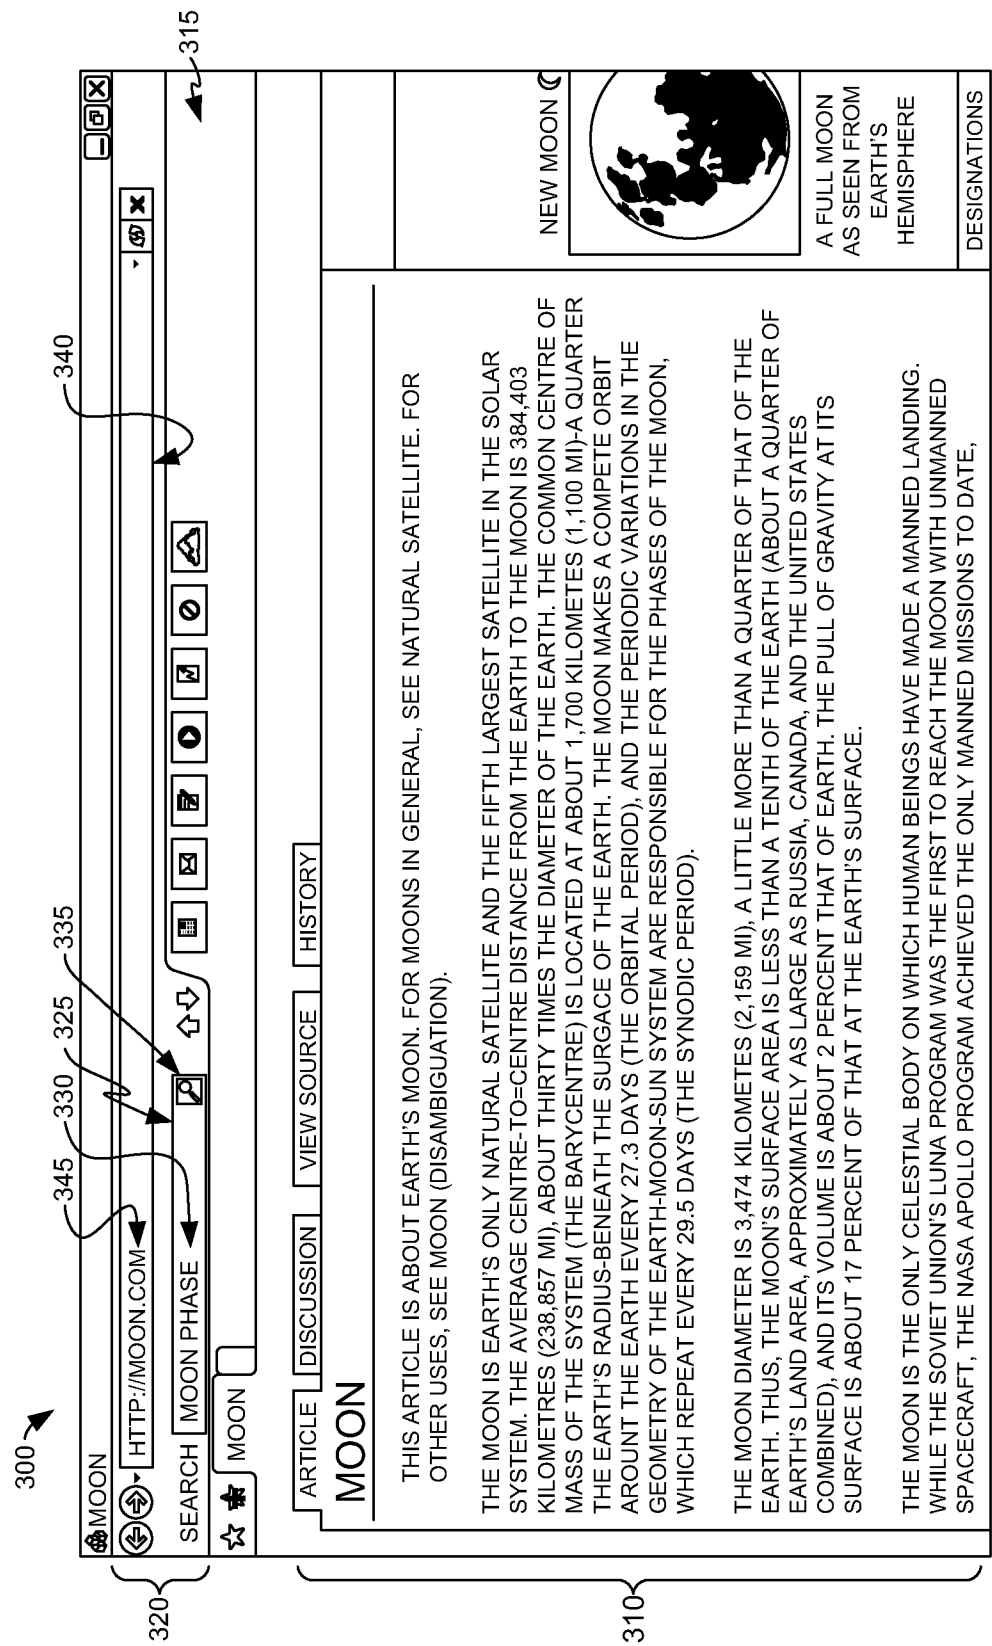 300
345
330
325
335
340
315
320
310
MOON
HTTP://MOON.COM
SEARCH MOON PHASE
MOON
ARTICLE DISCUSSION VIEW SOURCE HISTORY
MOON
THIS ARTICLE IS ABOUT EARTH'S MOON. FOR MOONS IN GENERAL, SEE NATURAL SATELLITE. FOR
OTHER USES, SEE MOON (DISAMBIGUATION).
THE MOON IS EARTH'S ONLY NATURAL SATELLITE AND THE FIFTH LARGEST SATELLITE IN THE SOLAR
SYSTEM. THE AVERAGE CENTRE-TO=CENTRE DISTANCE FROM THE EARTH TO THE MOON IS 384,403
KILOMETRES (238,857 MI), ABOUT THIRTY TIMES THE DIAMETER OF THE EARTH. THE COMMON CENTRE OF
MASS OF THE SYSTEM (THE BARYCENTRE) IS LOCATED AT ABOUT 1,700 KILOMETES (1,100 MI)-A QUARTER
THE EARTH'S RADIUS-BENEATH THE SURGACE OF THE EARTH. THE MOON MAKES A COMPETE ORBIT
AROUNT THE EARTH EVERY 27.3 DAYS (THE ORBITAL PERIOD), AND THE PERIODIC VARIATIONS IN THE
GEOMETRY OF THE EARTH-MOON-SUN SYSTEM ARE RESPONSIBLE FOR THE PHASES OF THE MOON,
WHICH REPEAT EVERY 29.5 DAYS (THE SYNODIC PERIOD).
THE MOON DIAMETER IS 3,474 KILOMETES (2,159 MI), A LITTLE MORE THAN A QUARTER OF THAT OF THE
EARTH. THUS, THE MOON'S SURFACE AREA IS LESS THAN A TENTH OF THE EARTH (ABOUT A QUARTER OF
EARTH'S LAND AREA, APPROXIMATELY AS LARGE AS RUSSIA, CANADA, AND THE UNITED STATES
COMBINED), AND ITS VOLUME IS ABOUT 2 PERCENT THAT OF EARTH. THE PULL OF GRAVITY AT ITS
SURFACE IS ABOUT 17 PERCENT OF THAT AT THE EARTH'S SURFACE.
THE MOON IS THE ONLY CELESTIAL BODY ON WHICH HUMAN BEINGS HAVE MADE A MANNED LANDING.
WHILE THE SOVIET UNION'S LUNA PROGRAM WAS THE FIRST TO REACH THE MOON WITH UNMANNED
SPACECRAFT, THE NASA APOLLO PROGRAM ACHIEVED THE ONLY MANNED MISSIONS TO DATE,
NEW MOON
A FULL MOON
AS SEEN FROM
EARTH'S
HEMISPHERE
DESIGNATIONS